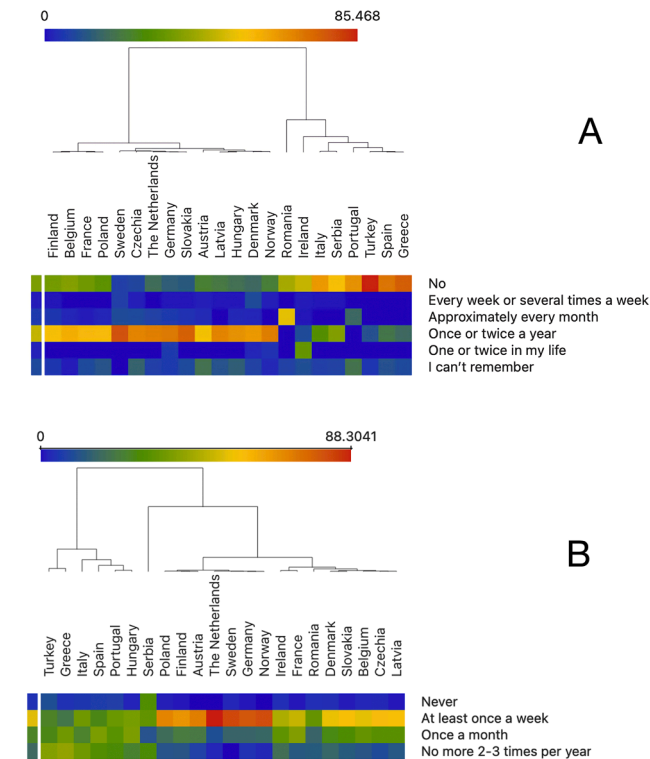 0 85.468
A
Finland
Belgium
France
Poland
Sweden
Czechia
The Netherlands
Germany
Slovakia
Austria
Latvia
Hungary
Denmark
Norway
Romania
Ireland
Italy
Serbia
Portugal
Turkey
Spain
Greece
No
Every week or several times a week
Approximately every month
Once or twice a year
One or twice in my life
I can't remember
0 88.3041
B
Turkey
Greece
Italy
Spain
Portugal
Hungary
Serbia
Poland
Finland
Austria
The Netherlands
Sweden
Germany
Norway
Ireland
France
Romania
Denmark
Slovakia
Belgium
Czechia
Latvia
Never
At least once a week
Once a month
No more 2-3 times per year